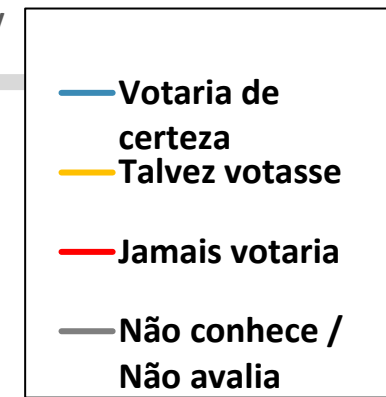 Votaria de
certeza
Talvez votasse
Jamais votaria
Não conhece /
Não avalia